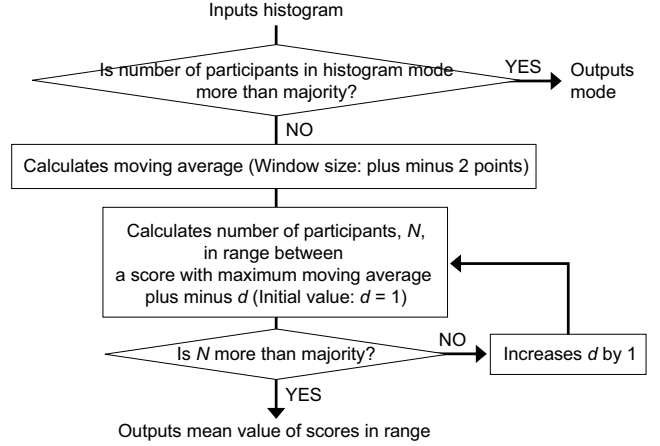 Inputs histogram
Is number of participants in histogram mode
more than majority?
YES
Outputs
mode
NO
Calculates moving average (Window size: plus minus 2 points)
Calculates number of participants, N,
in range between
a score with maximum moving average
plus minus d (Initial value: d = 1)
Is N more than majority?
NO
Increases d by 1
YES
Outputs mean value of scores in range